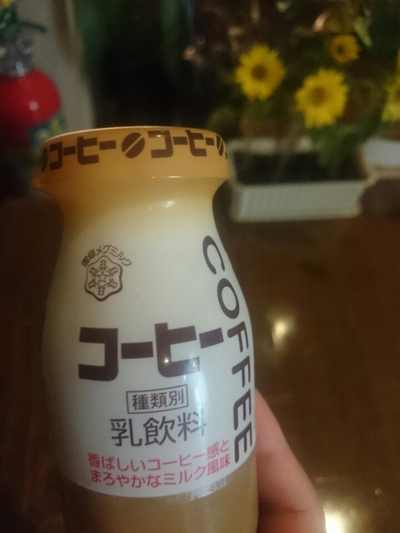 コーヒー コーヒー
雪印メグミルク
コーヒー
COFFEE
種類別
乳飲料
香ばしいコーヒー感と
まろやかなミルク風味